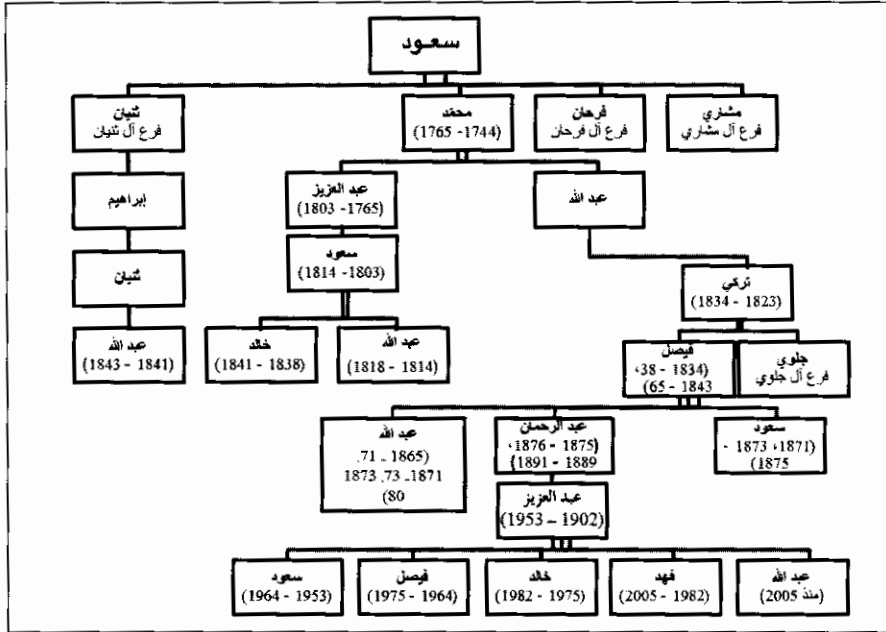 سعود
مشاري
فرع آل مشاري
فرحان
فرع آل فرحان
محمد
(1744 - 1765)
ثنيان
فرع آل ثنيان
عبد الله
عبد العزيز
(1765 - 1803)
إبراهيم
سعود
(1803 - 1814)
ثنيان
تركي
(1823 - 1834)
عبد الله
(1814 - 1818)
خالد
(1838 - 1841)
عبد الله
(1841 - 1843)
جلوي
فرع آل جلوي
فيصل
(1834 - 38،
1843 - 65)
سعود
(1871، 1873 -
1875)
عبد الرحمان
(1875 - 1876،
1889 - 1891)
عبد الله
(1865 - 71،
1871 - 73، 1873
80)
عبد العزيز
(1902 - 1953)
عبد الله
(منذ 2005)
فهد
(1982 - 2005)
خالد
(1975 - 1982)
فيصل
(1964 - 1975)
سعود
(1953 - 1964)